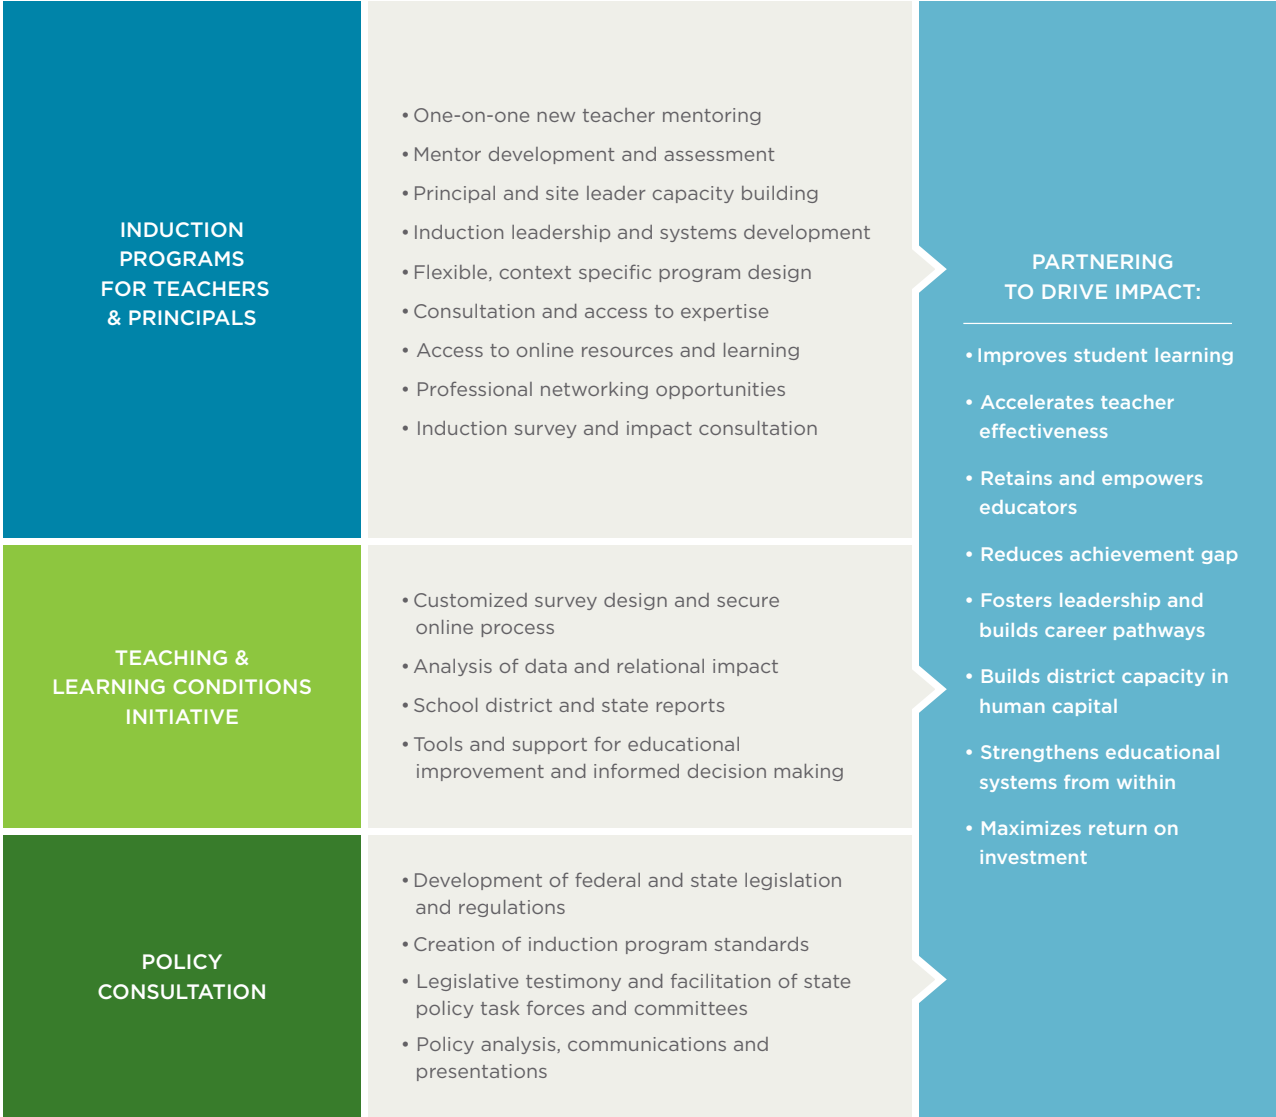 INDUCTION
PROGRAMS
FOR TEACHERS
& PRINCIPALS
• One-on-one new teacher mentoring
• Mentor development and assessment
• Principal and site leader capacity building
• Induction leadership and systems development
• Flexible, context specific program design
• Consultation and access to expertise
• Access to online resources and learning
• Professional networking opportunities
• Induction survey and impact consultation
TEACHING &
LEARNING CONDITIONS
INITIATIVE
• Customized survey design and secure
online process
• Analysis of data and relational impact
• School district and state reports
• Tools and support for educational
improvement and informed decision making
POLICY
CONSULTATION
• Development of federal and state legislation
and regulations
• Creation of induction program standards
• Legislative testimony and facilitation of state
policy task forces and committees
• Policy analysis, communications and
presentations
PARTNERING
TO DRIVE IMPACT:
• Improves student learning
• Accelerates teacher
effectiveness
• Retains and empowers
educators
• Reduces achievement gap
• Fosters leadership and
builds career pathways
• Builds district capacity in
human capital
• Strengthens educational
systems from within
• Maximizes return on
investment